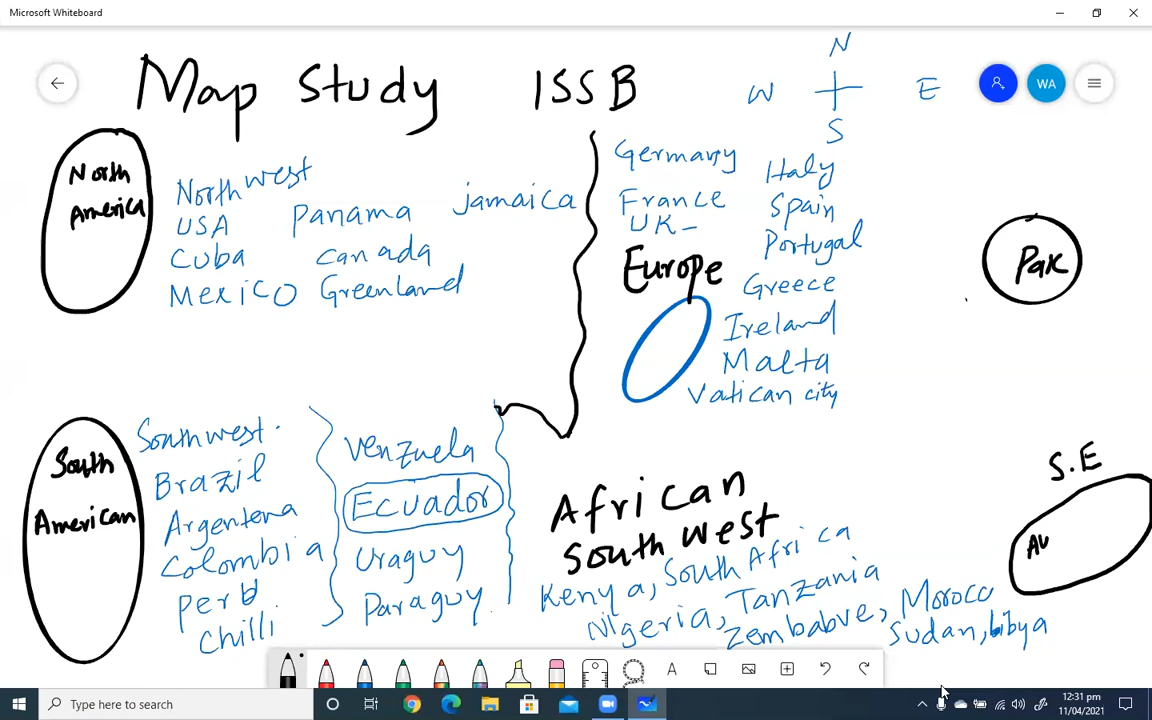 Microsoft Whiteboard
Map Study ISSB
N
W E
S
WA
North
America
Northwest
USA
Cuba
Mexico
Panama
Canada
Greenland
Jamaica
Germany
France
UK-
Europe
Italy
Spain
Portugal
Greece
Ireland
Malta
Vatican city
Pak
South
American
Southwest.
Brazil
Argentena
Colombia
Peru
Chilli
Venzuela
Ecuador
Uraguy
Paraguy
African
South west
Kenya, South Africa
Nigeria, Tanzania
Zembabve, Morocc
Sudan, libya
S.E
AU
A
Type here to search
12:31 pm
11/04/2021